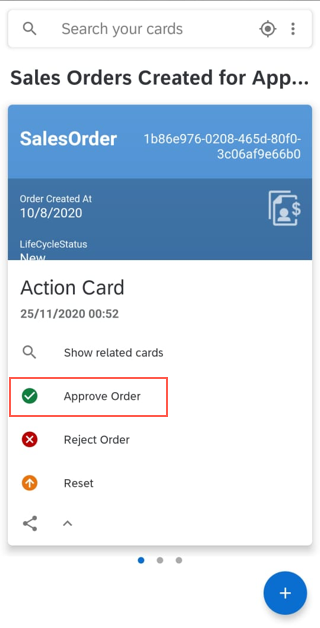 Search your cards
Sales Orders Created for App...
SalesOrder
1b86e976-0208-465d-80f0-
3c06af9e66b0
Order Created At
10/8/2020
LifeCycleStatus
New
Action Card
25/11/2020 00:52
Show related cards
Approve Order
Reject Order
Reset